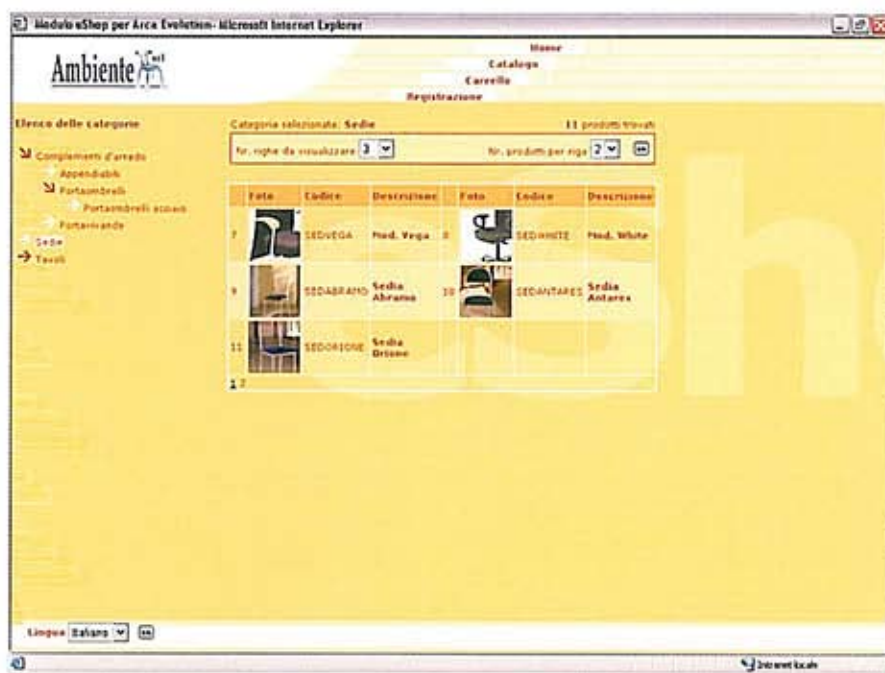 Modulo eShop per Arca Evolution- Microsoft Internet Explorer
Ambiente
Home
Catalogo
Carrello
Registrazione
Elenco delle categorie
Complementi d'arredo
Appendiabiti
Portaombrelli
Portaombrelli acciaio
Portavivande
Sedie
Tavoli
Categoria selezionata: Sedie 11 prodotti trovati
Nr. righe da visualizzare 3 Nr. prodotti per riga 2
Foto Codice Descrizione Foto Codice Descrizione
7 SEDVEGA Mod. Vega 8 SEDWHITE Mod. White
9 SEDABRAMO Sedia Abramo 10 SEDANTARES Sedia Antares
11 SEDORIONE Sedia Orione
1 2
eSho
Lingua Italiano
Intranet locale